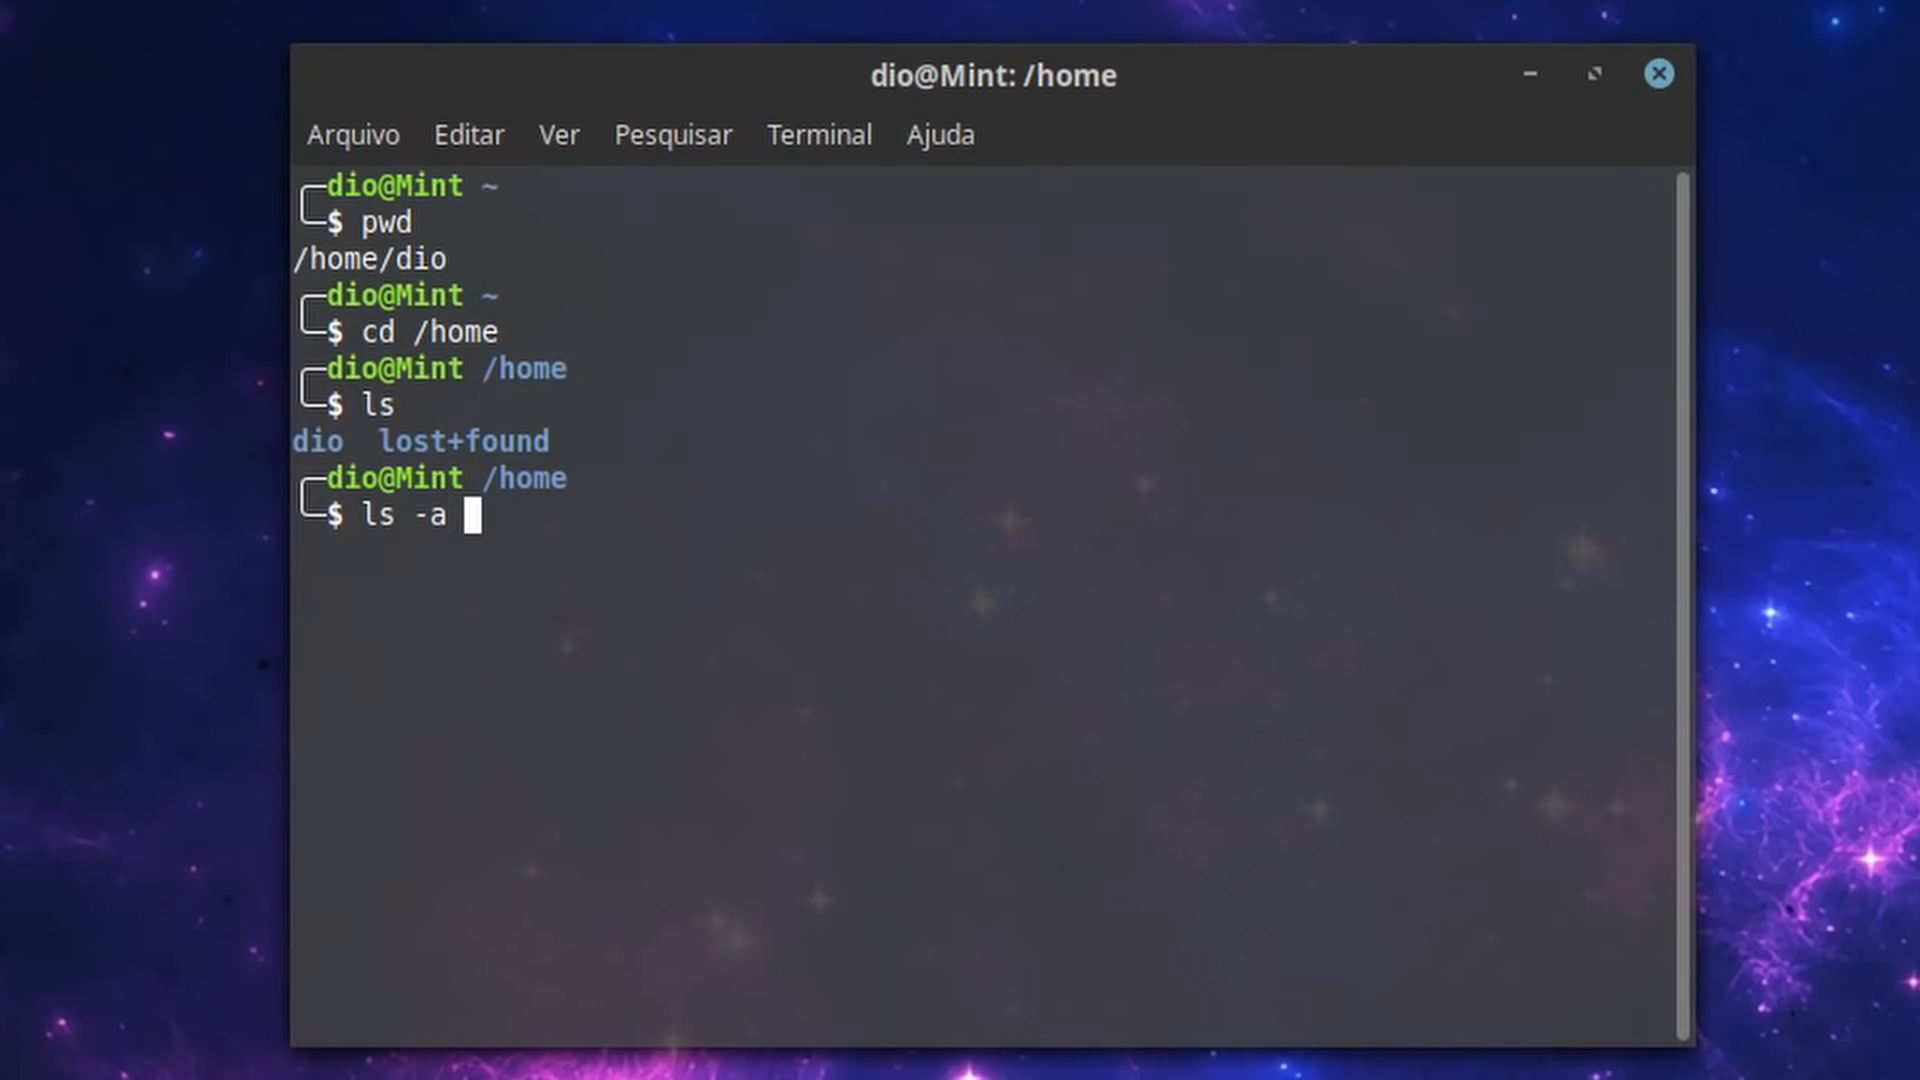 dio@Mint: /home
Arquivo Editar Ver Pesquisar Terminal Ajuda
dio@Mint ~
$ pwd
/home/dio
dio@Mint ~
$ cd /home
dio@Mint /home
$ ls
dio  lost+found
dio@Mint /home
$ ls -a